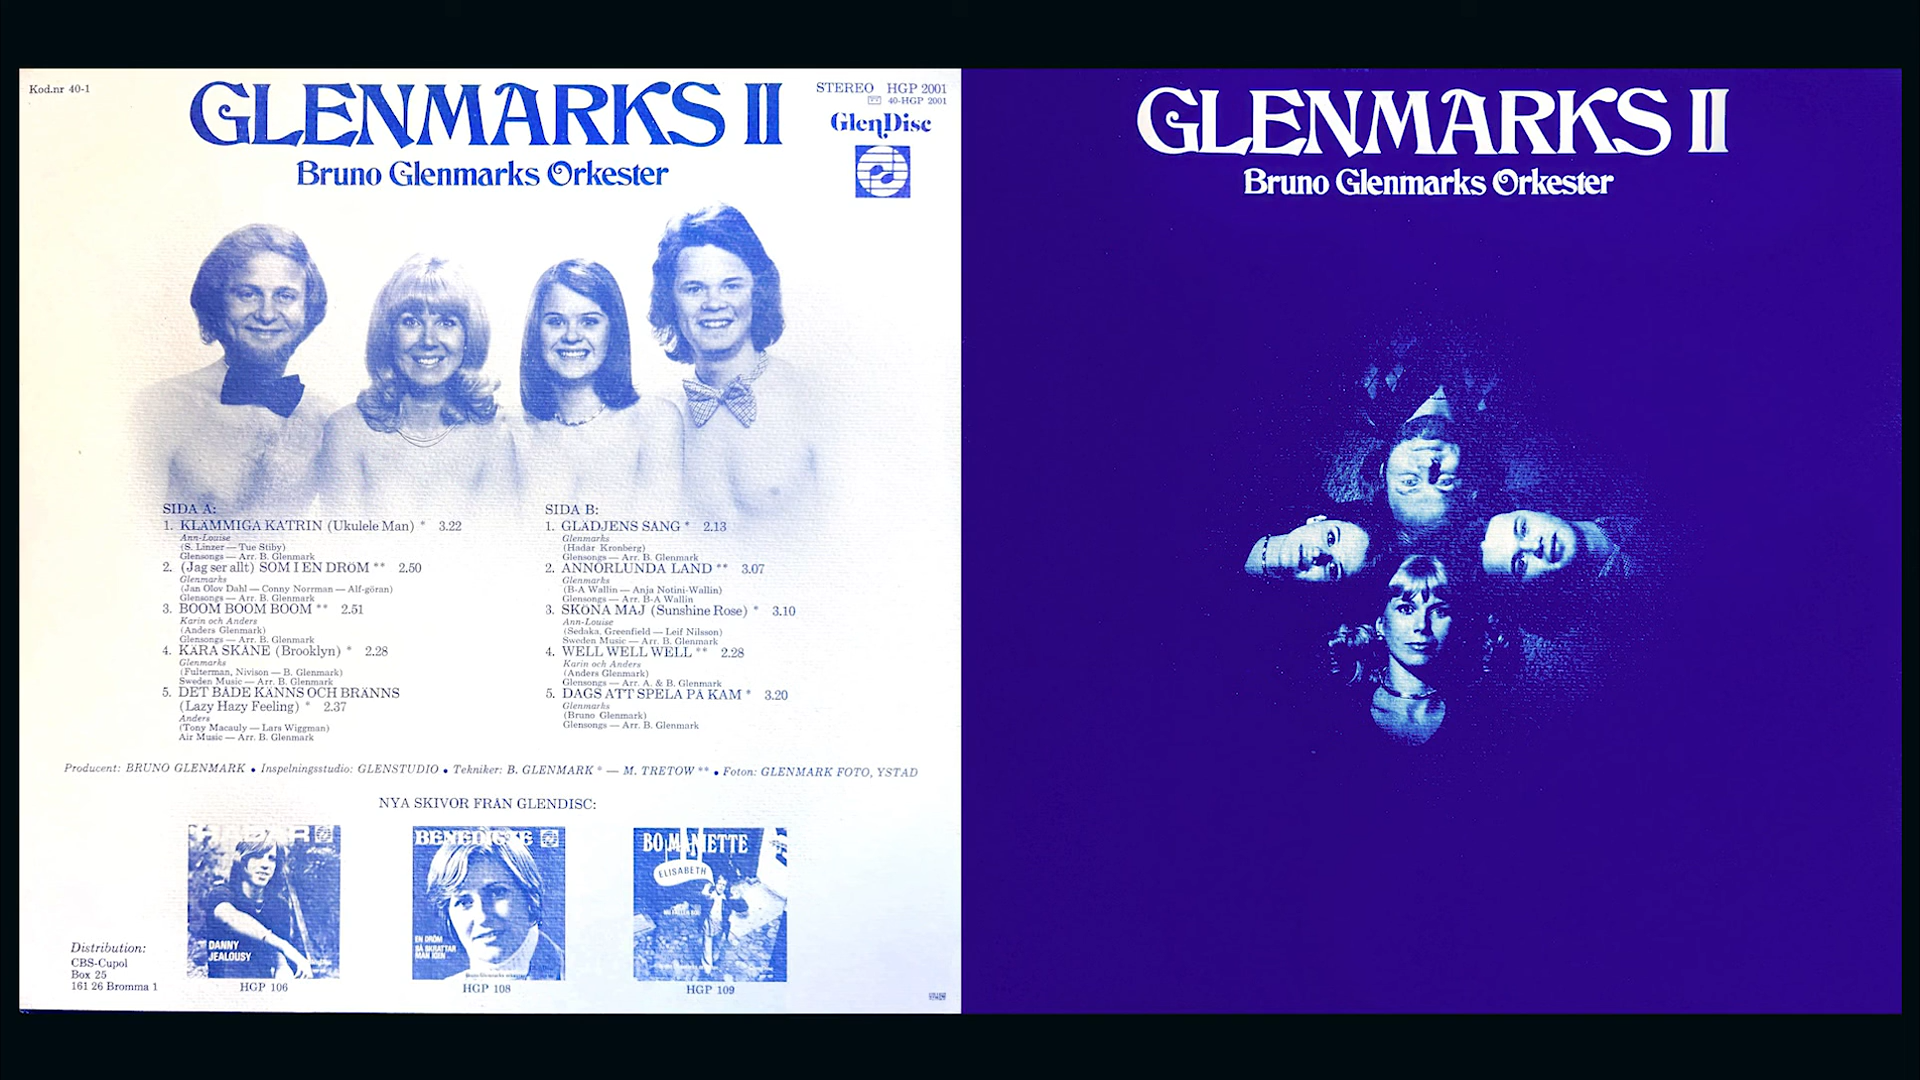 Kod.nr 40-1
GLENMARKS II
Bruno Glenmarks Orkester
STEREO HGP 2001
40-HGP 2001
GlenDisc
SIDA A:
1. KLÄMMIGA KATRIN (Ukulele Man) * 3.22
Ann-Louise
(S. Linzer — Tue Stiby)
Glensongs — Arr. B. Glenmark
2. (Jag ser allt) SOM I EN DRÖM ** 2.50
Glenmarks
(Jan Olov Dahl — Conny Norrman — Alf-göran)
Glensongs — Arr. B. Glenmark
3. BOOM BOOM BOOM ** 2.51
Karin och Anders
(Anders Glenmark)
Glensongs — Arr. B. Glenmark
4. KÄRA SKÅNE (Brooklyn) * 2.28
Glenmarks
(Fulterman, Nivison — B. Glenmark)
Sweden Music — Arr. B. Glenmark
5. DET BÅDE KÄNNS OCH BRÄNNS
(Lazy Hazy Feeling) * 2.37
Anders
(Tony Macauly — Lars Wiggman)
Air Music — Arr. B. Glenmark
SIDA B:
1. GLÄDJENS SÅNG * 2.13
Glenmarks
(Hadar Kronberg)
Glensongs — Arr. B. Glenmark
2. ANNORLUNDA LAND ** 3.07
Glenmarks
(B-A Wallin — Anja Notini-Wallin)
Glensongs — Arr. B-A Wallin
3. SKÖNA MAJ (Sunshine Rose) * 3.10
Ann-Louise
(Sedaka, Greenfield — Leif Nilsson)
Sweden Music — Arr. B. Glenmark
4. WELL WELL WELL ** 2.28
Karin och Anders
(Anders Glenmark)
Glensongs — Arr. A. & B. Glenmark
5. DAGS ATT SPELA PÅ KAM * 3.20
Glenmarks
(Bruno Glenmark)
Glensongs — Arr. B. Glenmark
Producent: BRUNO GLENMARK • Inspelningsstudio: GLENSTUDIO • Tekniker: B. GLENMARK * — M. TRETOW ** • Foton: GLENMARK FOTO, YSTAD
NYA SKIVOR FRÅN GLENDISC:
HADAR
DANNY
JEALOUSY
HGP 106
BENEDICTE
EN DRÖM
SÅ SKRATTAR
MAN IGEN
HGP 108
BO MANIETTE
ELISABETH
HGP 109
Distribution:
CBS-Cupol
Box 25
161 26 Bromma 1
GLENMARKS II
Bruno Glenmarks Orkester